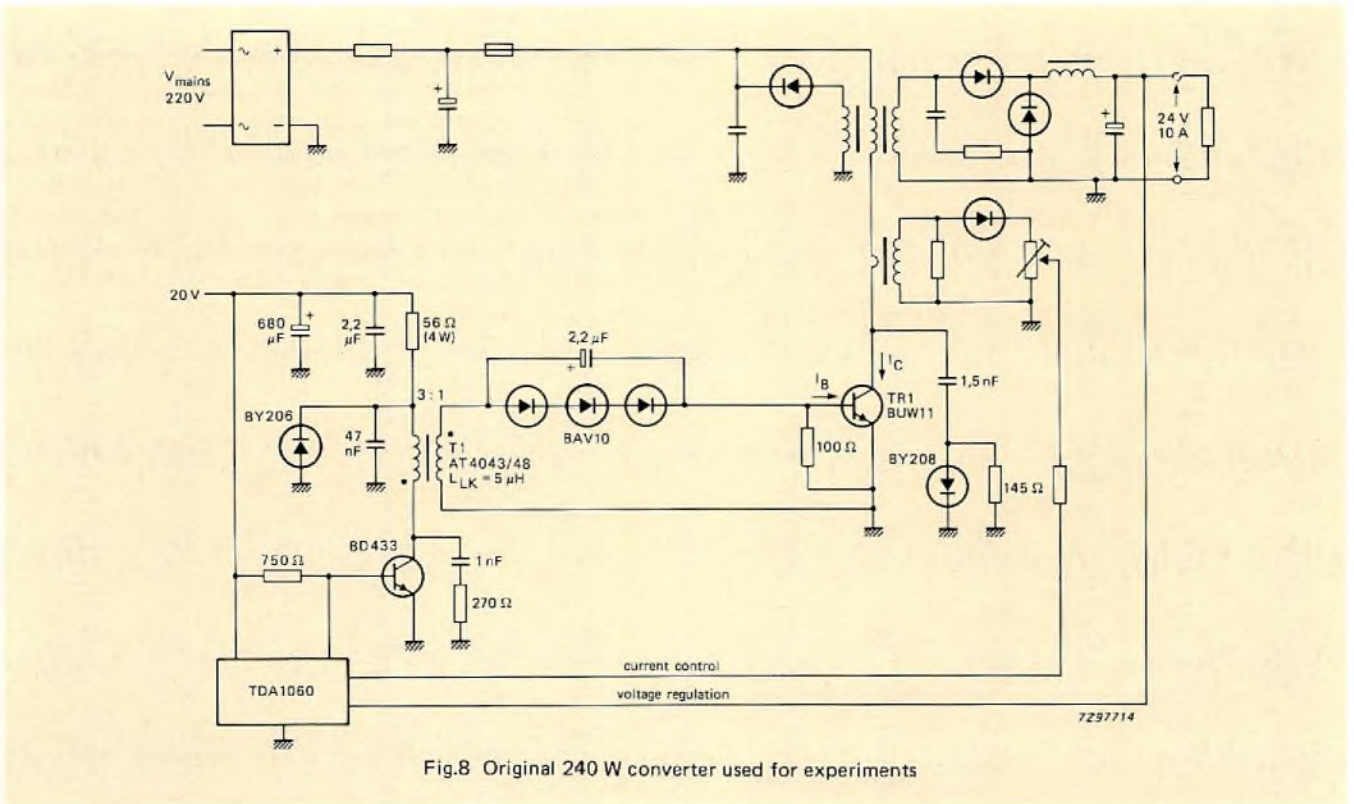 V mains
220 V
~ +
~ −
+
+
24 V
10 A
20 V
680
μF
+
2,2
μF
56 Ω
(4W)
2,2 μF
+
3 : 1
BY206
47
nF
T1
AT4043/48
L LK = 5 μH
BAV10
I B
I C
TR1
BUW11
1,5 nF
100 Ω
BY208
145 Ω
BD433
750 Ω
1 nF
270 Ω
TDA1060
current control
voltage regulation
7Z97714
Fig.8 Original 240 W converter used for experiments